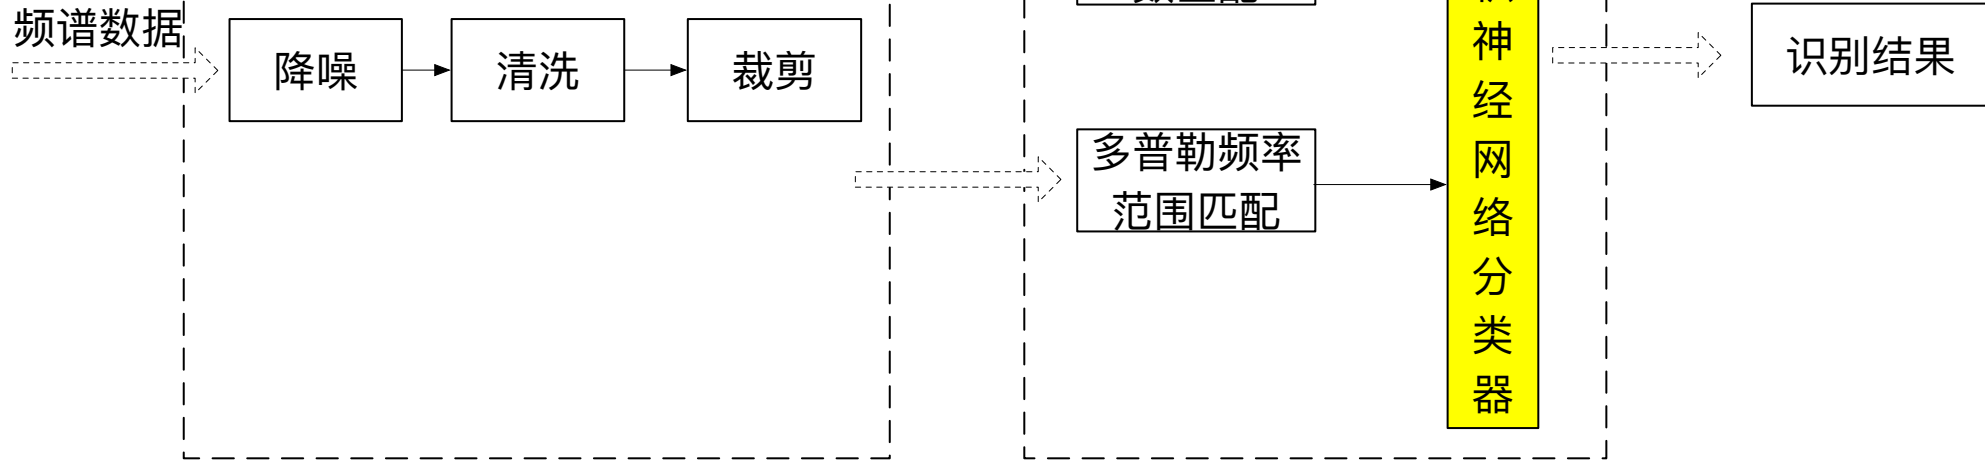 频谱数据
降噪
清洗
裁剪
多普勒频率
范围匹配
神
经
网
络
分
类
器
识别结果